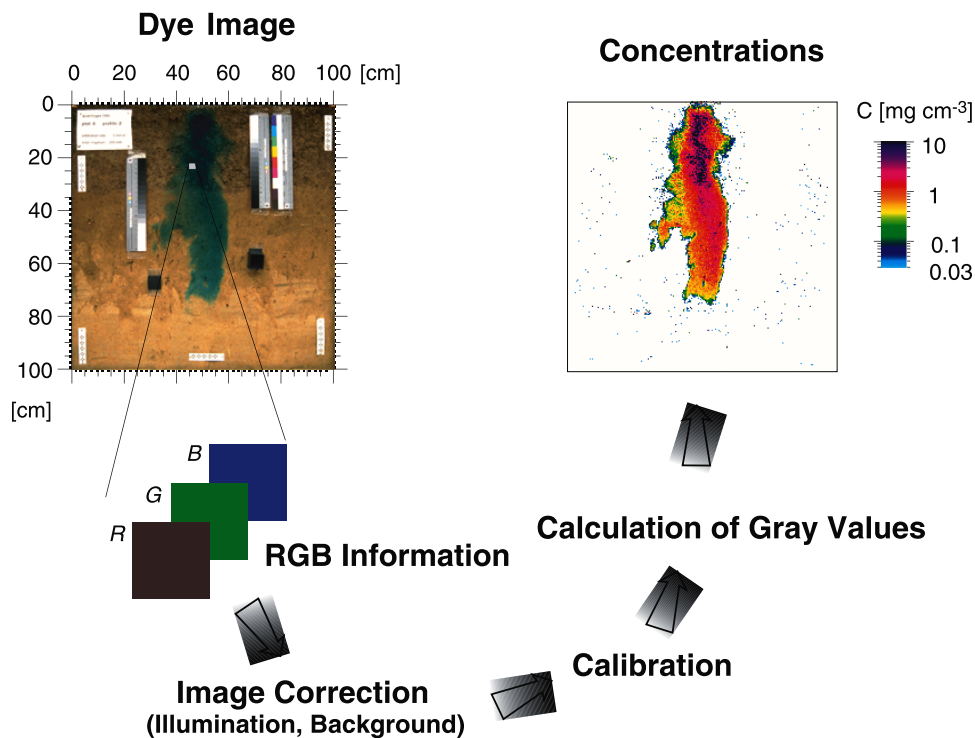 Dye Image
0 20 40 60 80 100 [cm]
0
20
40
60
80
100
[cm]
Concentrations
C [mg cm-3]
10
1
0.1
0.03
B
G
R
RGB Information
Image Correction
(Illumination, Background)
Calibration
Calculation of Gray Values